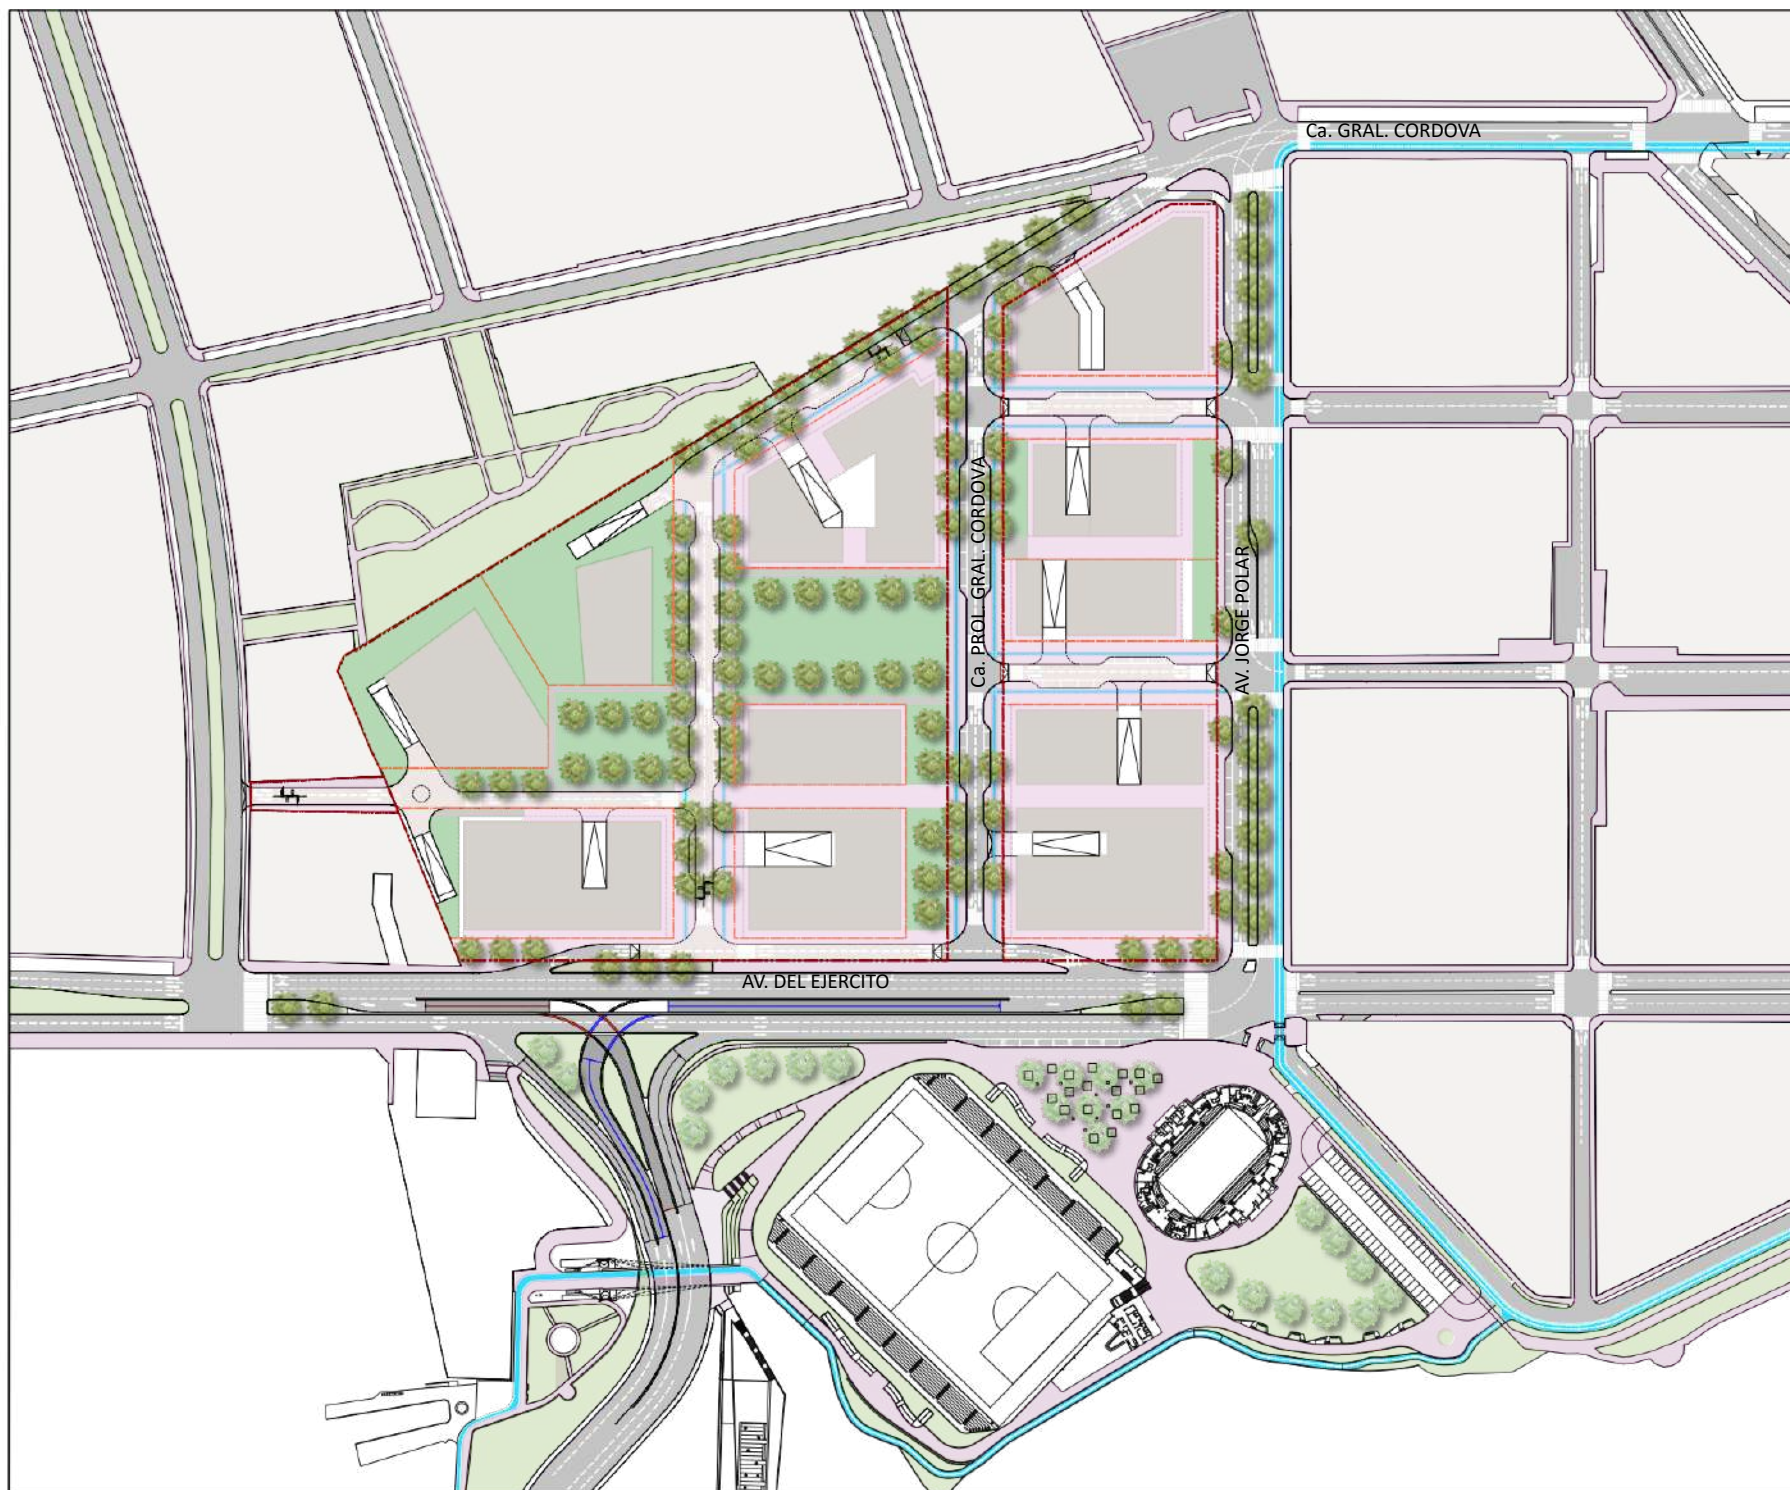 Ca. GRAL. CORDOVA
Ca. PROL. GRAL. CORDOVA
AV. JORGE POLAR
AV. DEL EJERCITO